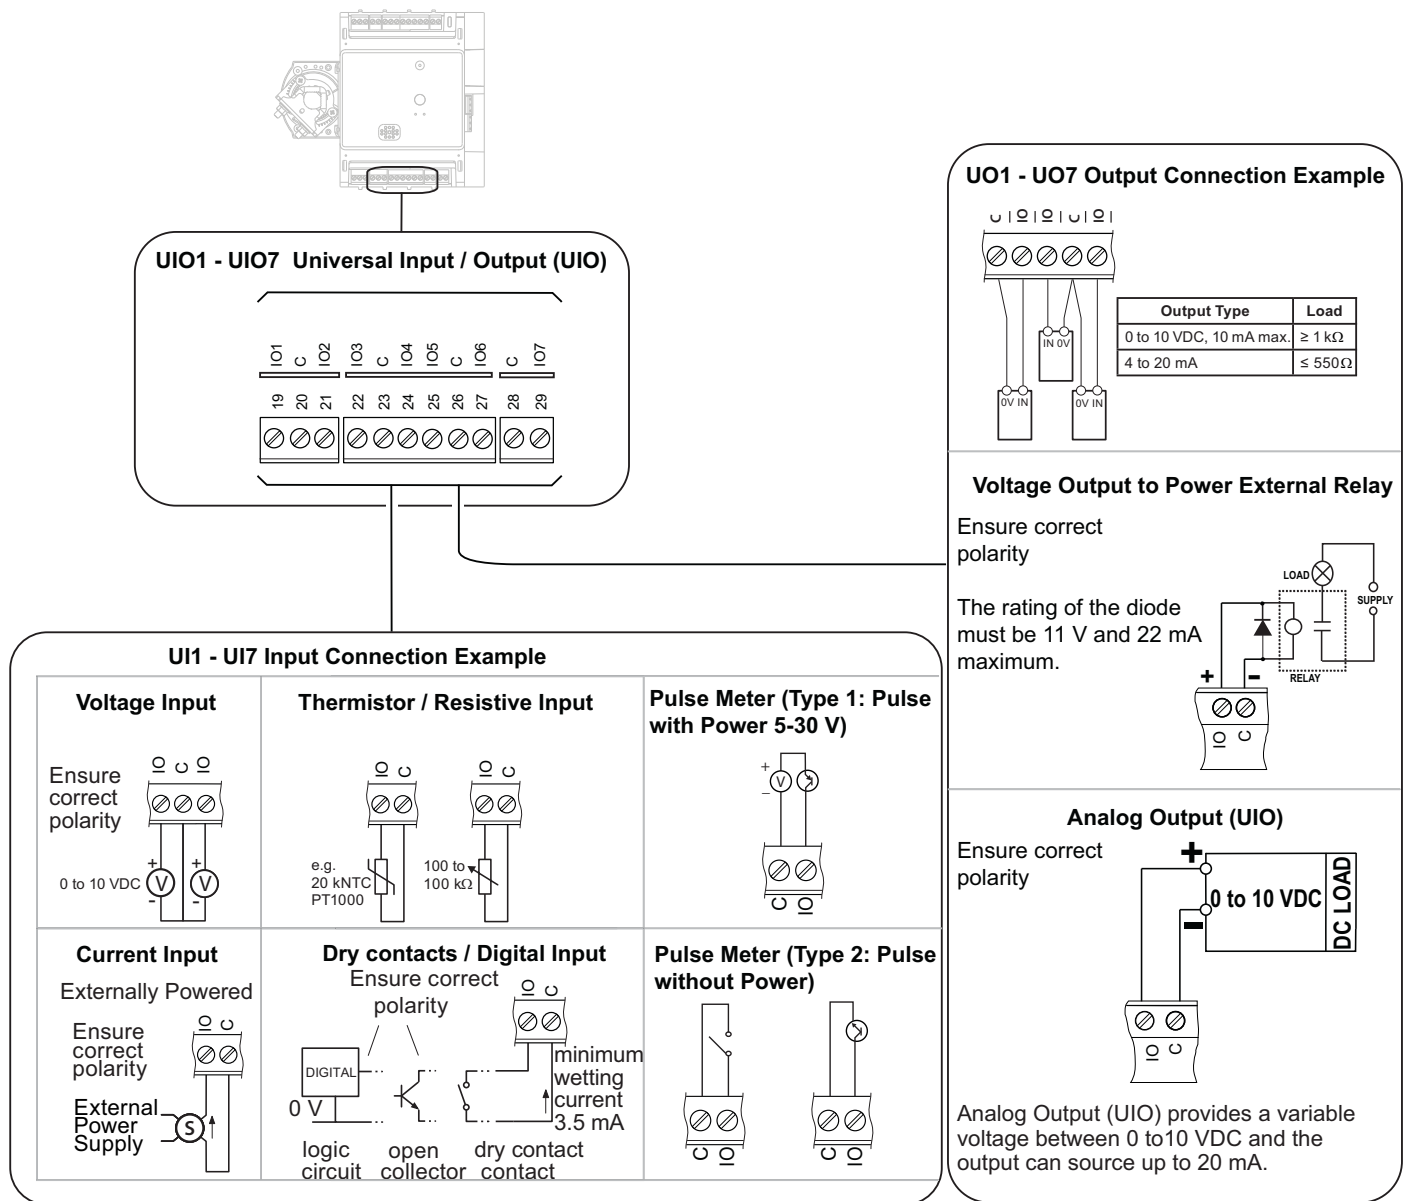 UIO1 - UIO7 Universal Input / Output (UIO)
IO1 C IO2 IO3 C IO4 IO5 C IO6 C IO7
19 20 21 22 23 24 25 26 27 28 29
UI1 - UI7 Input Connection Example
Voltage Input
Ensure
correct
polarity
IO C IO
0 to 10 VDC
+ +
V V
- -
Thermistor / Resistive Input
IO C
IO C
e.g.
20 kNTC
PT1000
100 to
100 kΩ
Pulse Meter (Type 1: Pulse
with Power 5-30 V)
+
V
–
C IO
Current Input
Externally Powered
Ensure
correct
polarity
IO C
External
Power
Supply
S
Dry contacts / Digital Input
Ensure correct
polarity
IO C
DIGITAL
0 V
minimum
wetting
current
3.5 mA
logic
circuit
open
collector
dry contact
contact
Pulse Meter (Type 2: Pulse
without Power)
C IO
C IO
UO1 - UO7 Output Connection Example
C IO IO C IO
IN 0V
0V IN
0V IN
Output Type Load
0 to 10 VDC, 10 mA max. ≥ 1 kΩ
4 to 20 mA ≤ 550Ω
Voltage Output to Power External Relay
Ensure correct
polarity
The rating of the diode
must be 11 V and 22 mA
maximum.
LOAD
SUPPLY
RELAY
+ -
IO C
Analog Output (UIO)
Ensure correct
polarity
+
0 to 10 VDC
-
DC LOAD
IO C
Analog Output (UIO) provides a variable
voltage between 0 to10 VDC and the
output can source up to 20 mA.